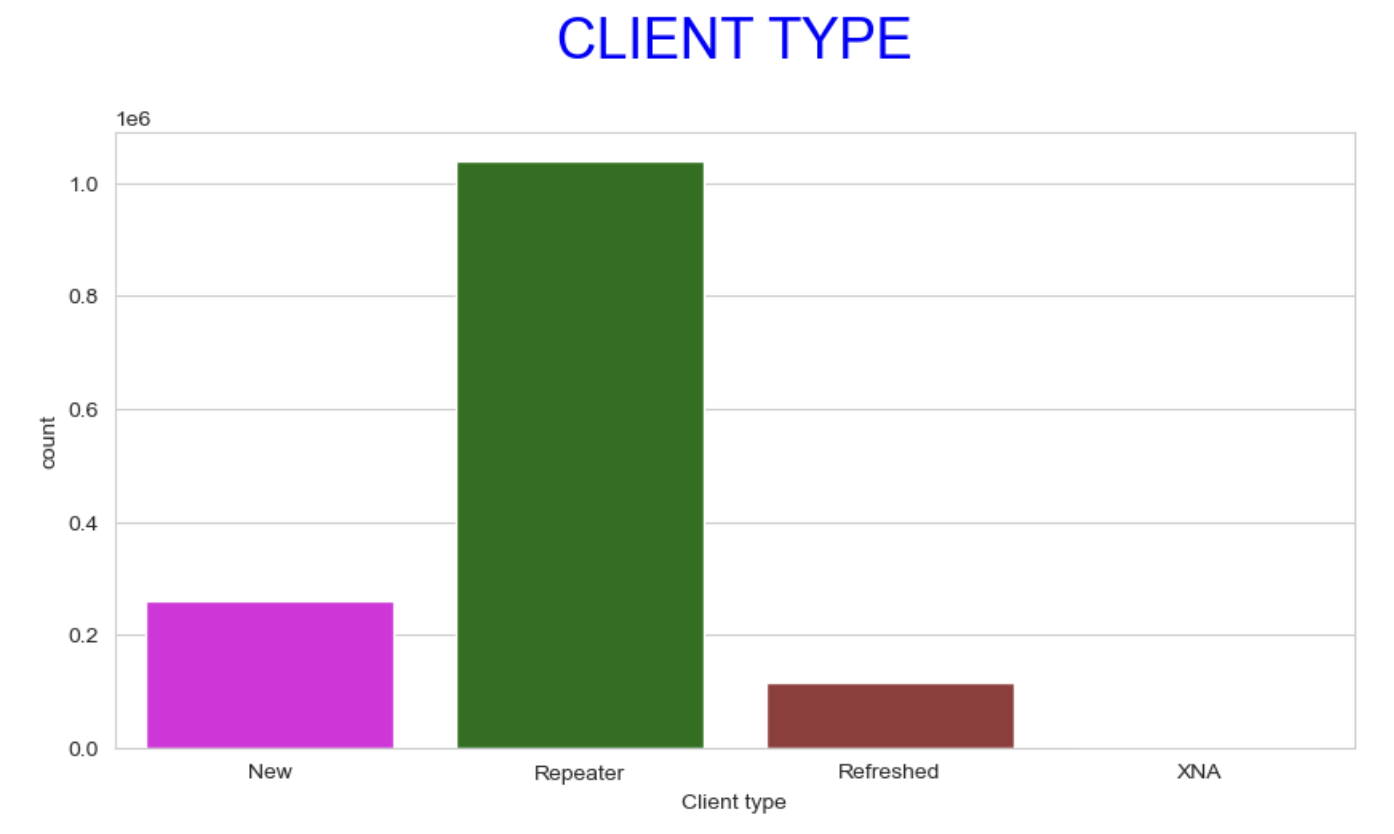 CLIENT TYPE
1e6
1.0
0.8
0.6
0.4
0.2
0.0
count
New Repeater Refreshed XNA
Client type